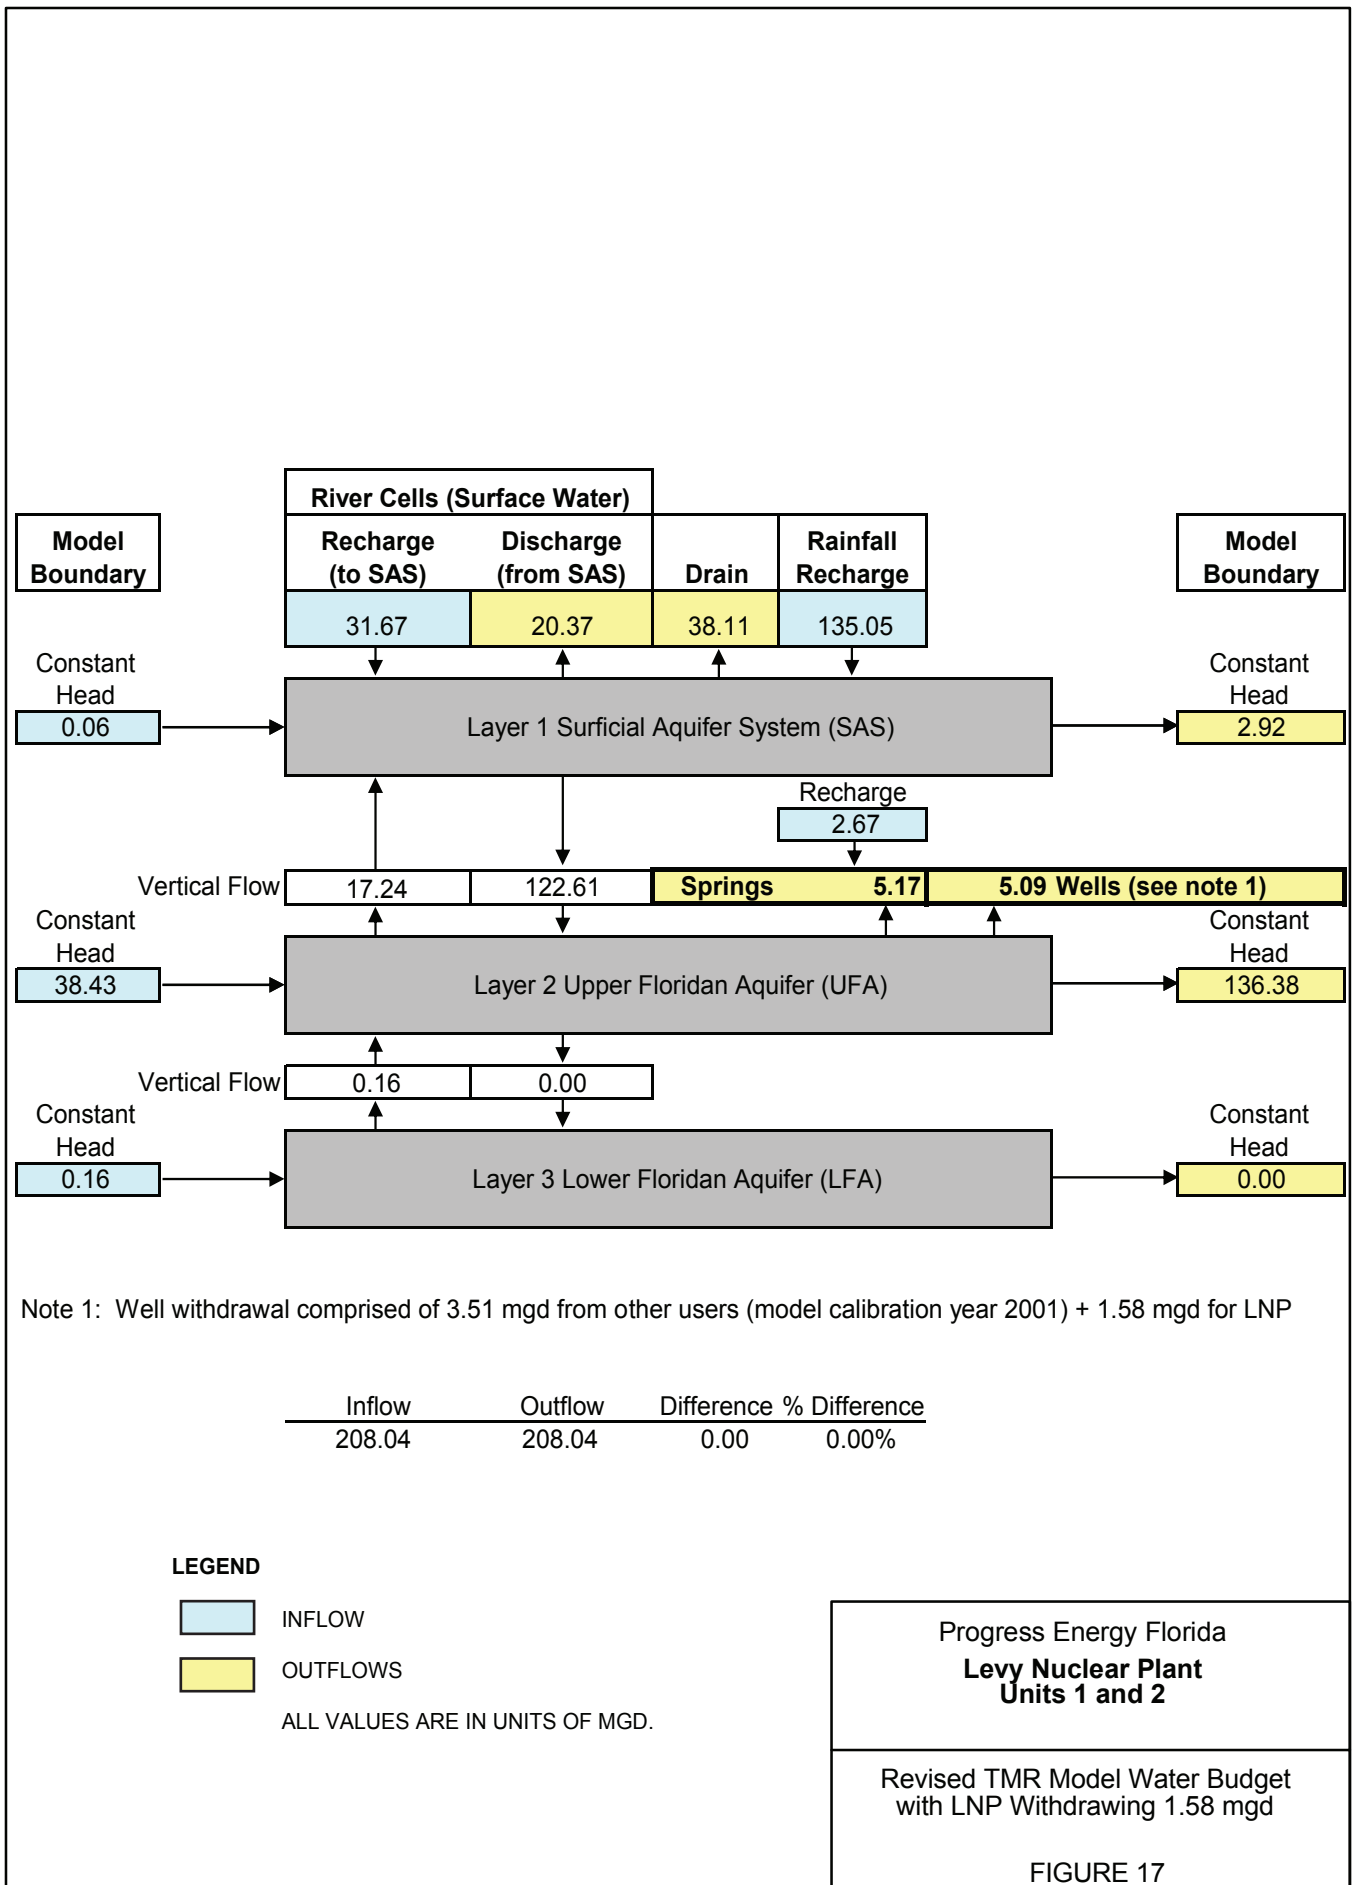 River Cells (Surface Water)
Model
Boundary
Recharge
(to SAS)
Discharge
(from SAS)
Drain
Rainfall
Recharge
Model
Boundary
31.67 20.37 38.11 135.05
Constant
Head
0.06
Layer 1 Surficial Aquifer System (SAS)
Constant
Head
2.92
Recharge
2.67
Vertical Flow 17.24 122.61 Springs 5.17 5.09 Wells (see note 1)
Constant
Head
38.43
Layer 2 Upper Floridan Aquifer (UFA)
Constant
Head
136.38
Vertical Flow 0.16 0.00
Constant
Head
0.16
Layer 3 Lower Floridan Aquifer (LFA)
Constant
Head
0.00
Note 1: Well withdrawal comprised of 3.51 mgd from other users (model calibration year 2001) + 1.58 mgd for LNP
Inflow Outflow Difference % Difference
208.04 208.04 0.00 0.00%
LEGEND
INFLOW
OUTFLOWS
ALL VALUES ARE IN UNITS OF MGD.
Progress Energy Florida
Levy Nuclear Plant
Units 1 and 2
Revised TMR Model Water Budget
with LNP Withdrawing 1.58 mgd
FIGURE 17